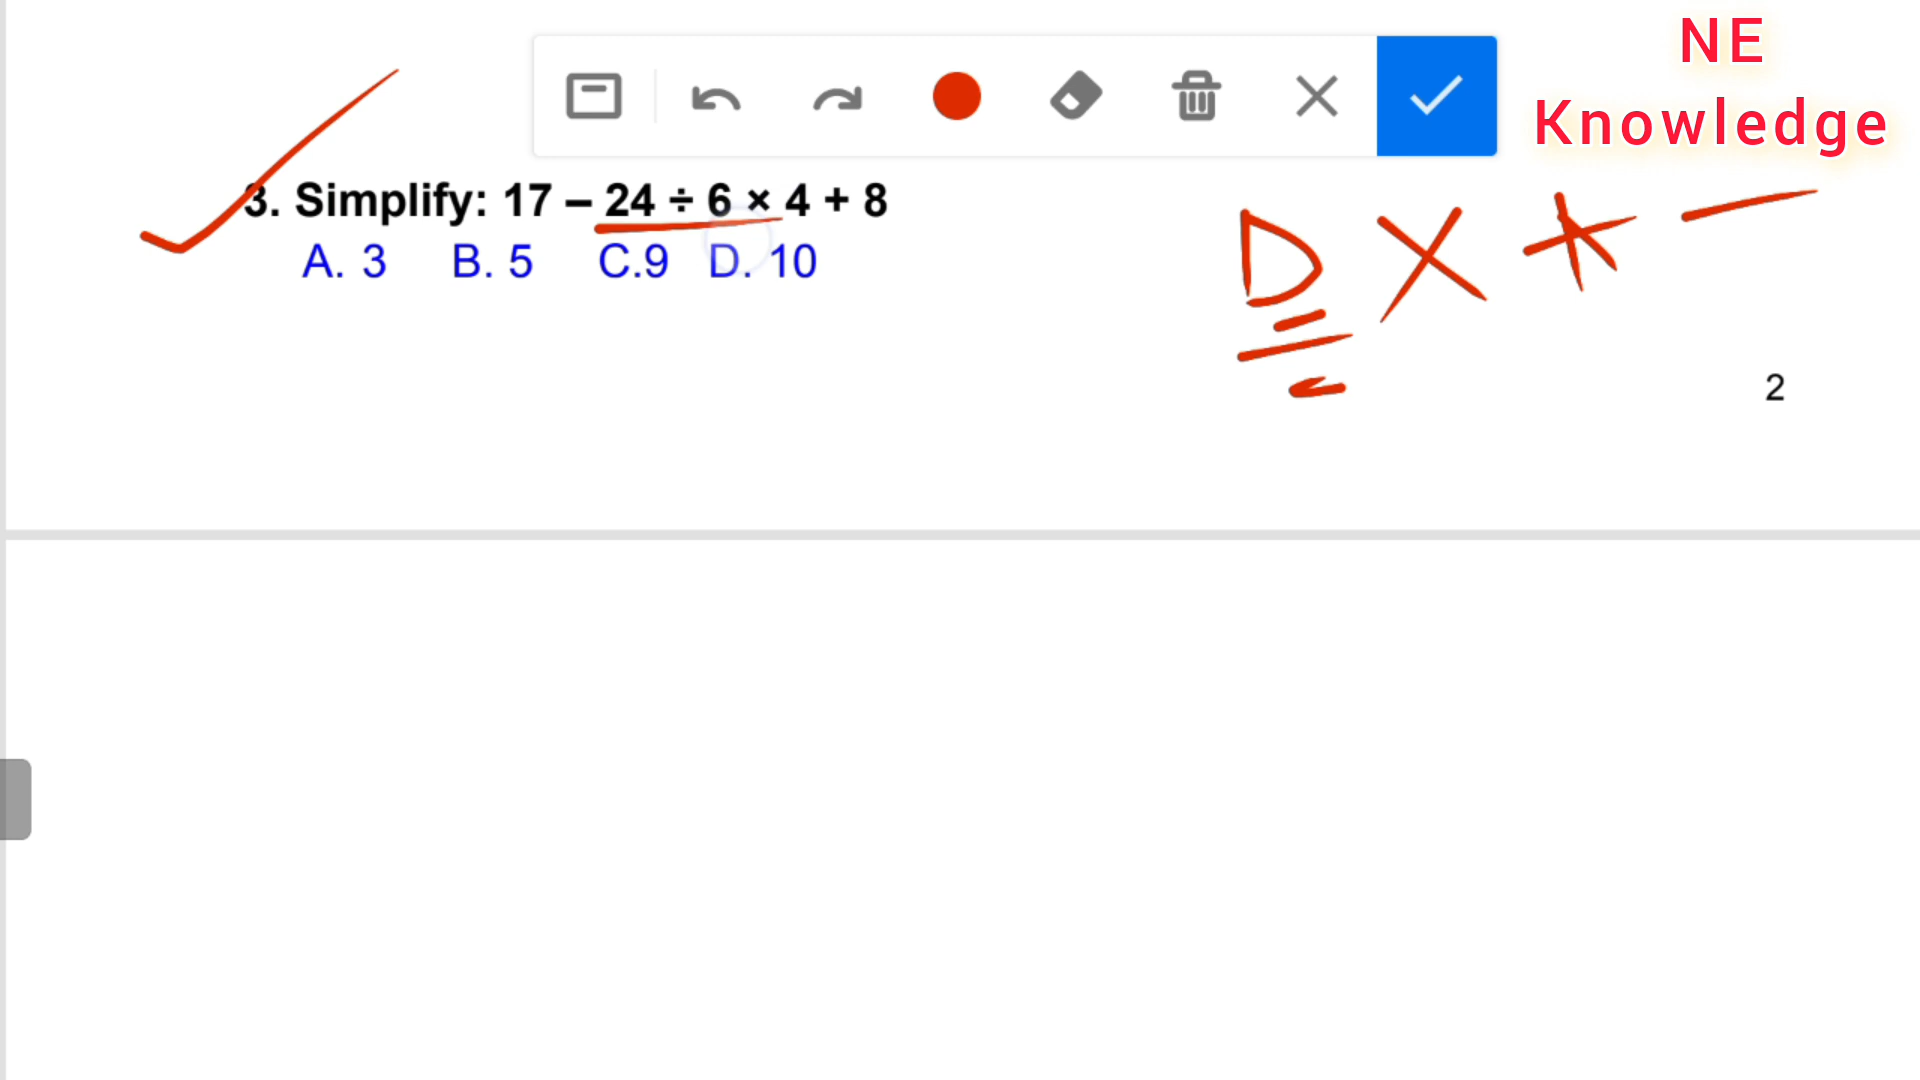 NE
Knowledge
3. Simplify: 17 – 24 ÷ 6 × 4 + 8
A. 3 B. 5 C.9 D. 10
D × + −
2